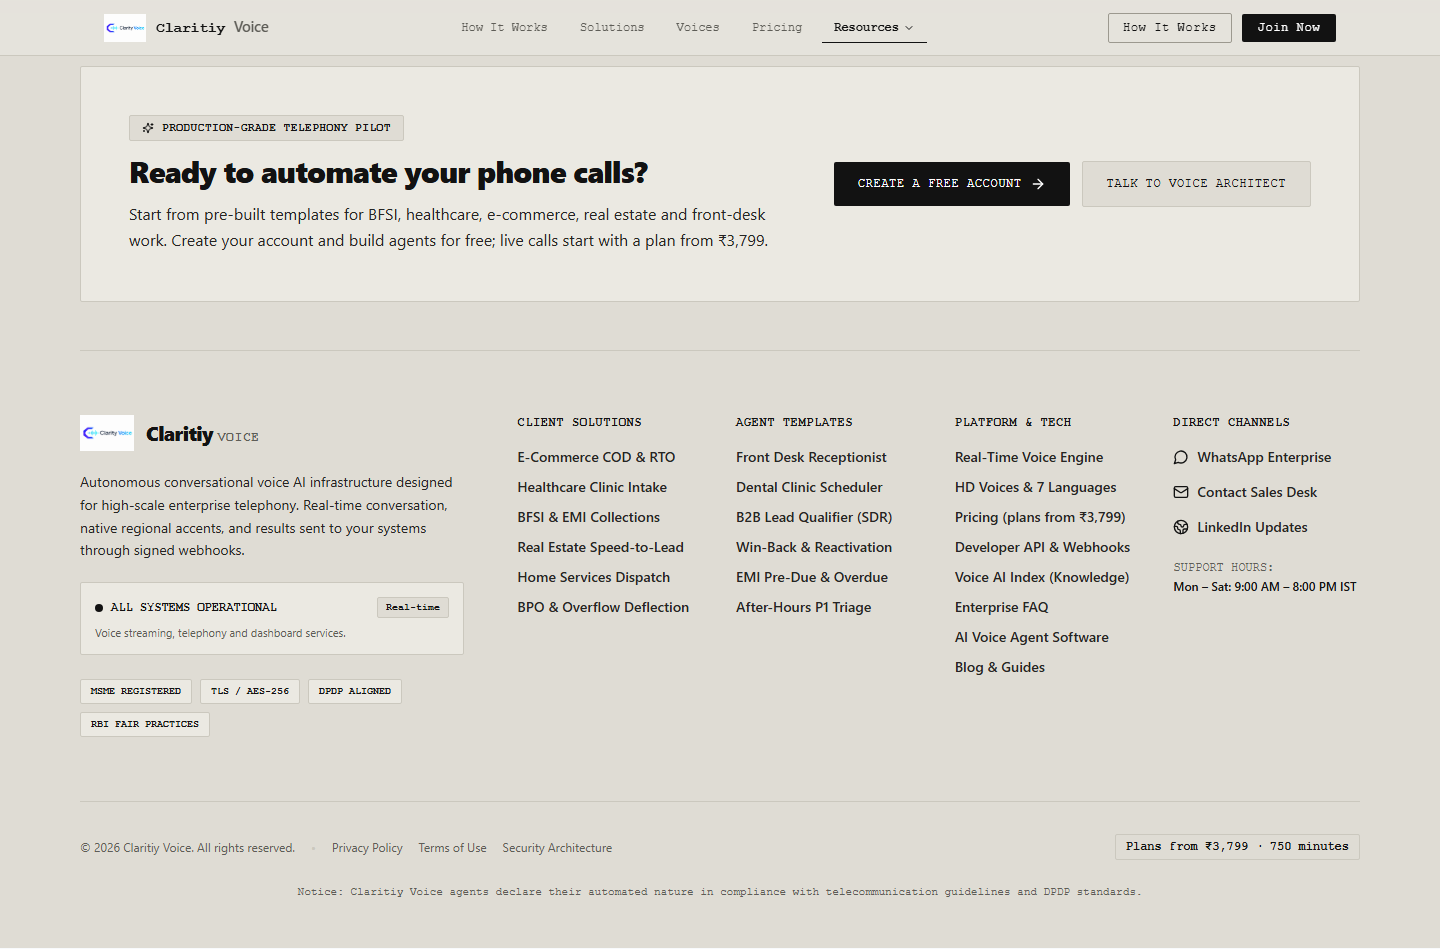 Clarity Voice
Claritiy Voice
How It Works
Solutions
Voices
Pricing
Resources
How It Works
Join Now
PRODUCTION-GRADE TELEPHONY PILOT
Ready to automate your phone calls?
Start from pre-built templates for BFSI, healthcare, e-commerce, real estate and front-desk
work. Create your account and build agents for free; live calls start with a plan from ₹3,799.
CREATE A FREE ACCOUNT
TALK TO VOICE ARCHITECT
Clarity Voice
Claritiy VOICE
Autonomous conversational voice AI infrastructure designed
for high-scale enterprise telephony. Real-time conversation,
native regional accents, and results sent to your systems
through signed webhooks.
ALL SYSTEMS OPERATIONAL
Real-time
Voice streaming, telephony and dashboard services.
MSME REGISTERED
TLS / AES-256
DPDP ALIGNED
RBI FAIR PRACTICES
CLIENT SOLUTIONS
E-Commerce COD & RTO
Healthcare Clinic Intake
BFSI & EMI Collections
Real Estate Speed-to-Lead
Home Services Dispatch
BPO & Overflow Deflection
AGENT TEMPLATES
Front Desk Receptionist
Dental Clinic Scheduler
B2B Lead Qualifier (SDR)
Win-Back & Reactivation
EMI Pre-Due & Overdue
After-Hours P1 Triage
PLATFORM & TECH
Real-Time Voice Engine
HD Voices & 7 Languages
Pricing (plans from ₹3,799)
Developer API & Webhooks
Voice AI Index (Knowledge)
Enterprise FAQ
AI Voice Agent Software
Blog & Guides
DIRECT CHANNELS
WhatsApp Enterprise
Contact Sales Desk
LinkedIn Updates
SUPPORT HOURS:
Mon – Sat: 9:00 AM – 8:00 PM IST
© 2026 Claritiy Voice. All rights reserved.
Privacy Policy
Terms of Use
Security Architecture
Plans from ₹3,799 · 750 minutes
Notice: Claritiy Voice agents declare their automated nature in compliance with telecommunication guidelines and DPDP standards.